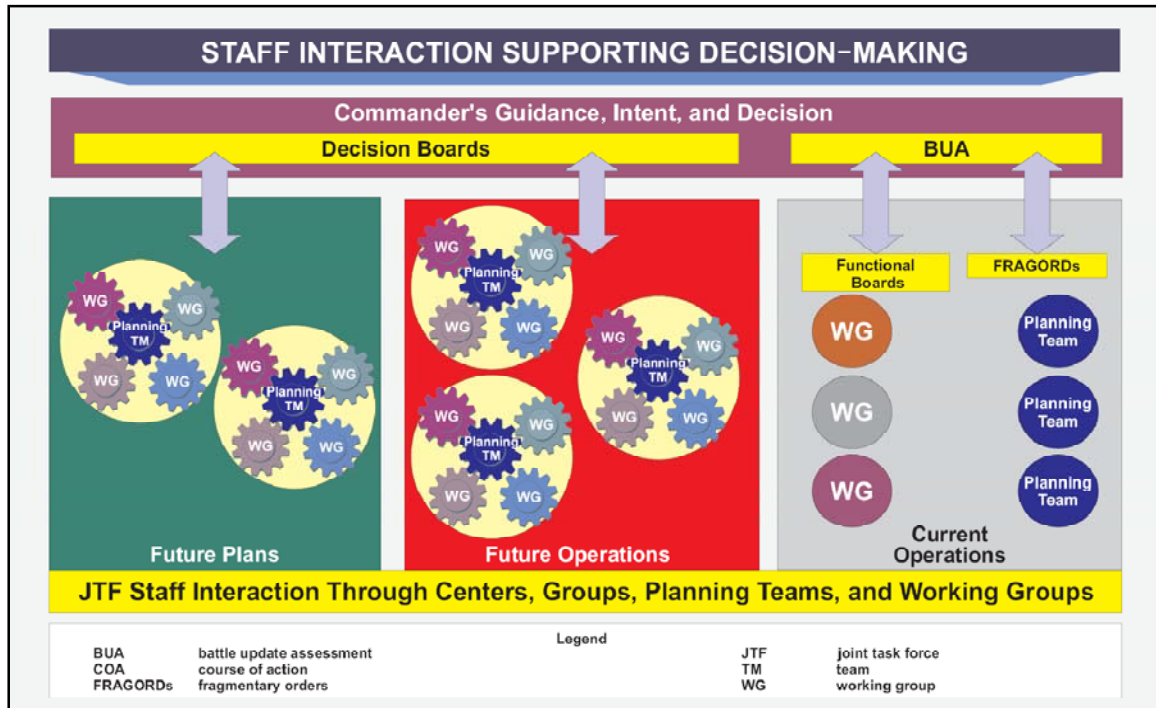 STAFF INTERACTION SUPPORTING DECISION-MAKING
Commander's Guidance, Intent, and Decision
Decision Boards
BUA
WG
WG
Planning
TM
WG
WG
WG
WG
Planning
TM
WG
WG
Future Plans
WG
WG
Planning
TM
WG
WG
WG
WG
Planning
TM
WG
WG
WG
WG
Planning
TM
WG
WG
Future Operations
Functional
Boards
FRAGORDs
WG
Planning
Team
WG
Planning
Team
WG
Planning
Team
Current
Operations
JTF Staff Interaction Through Centers, Groups, Planning Teams, and Working Groups
Legend
BUA battle update assessment
COA course of action
FRAGORDs fragmentary orders
JTF joint task force
TM team
WG working group